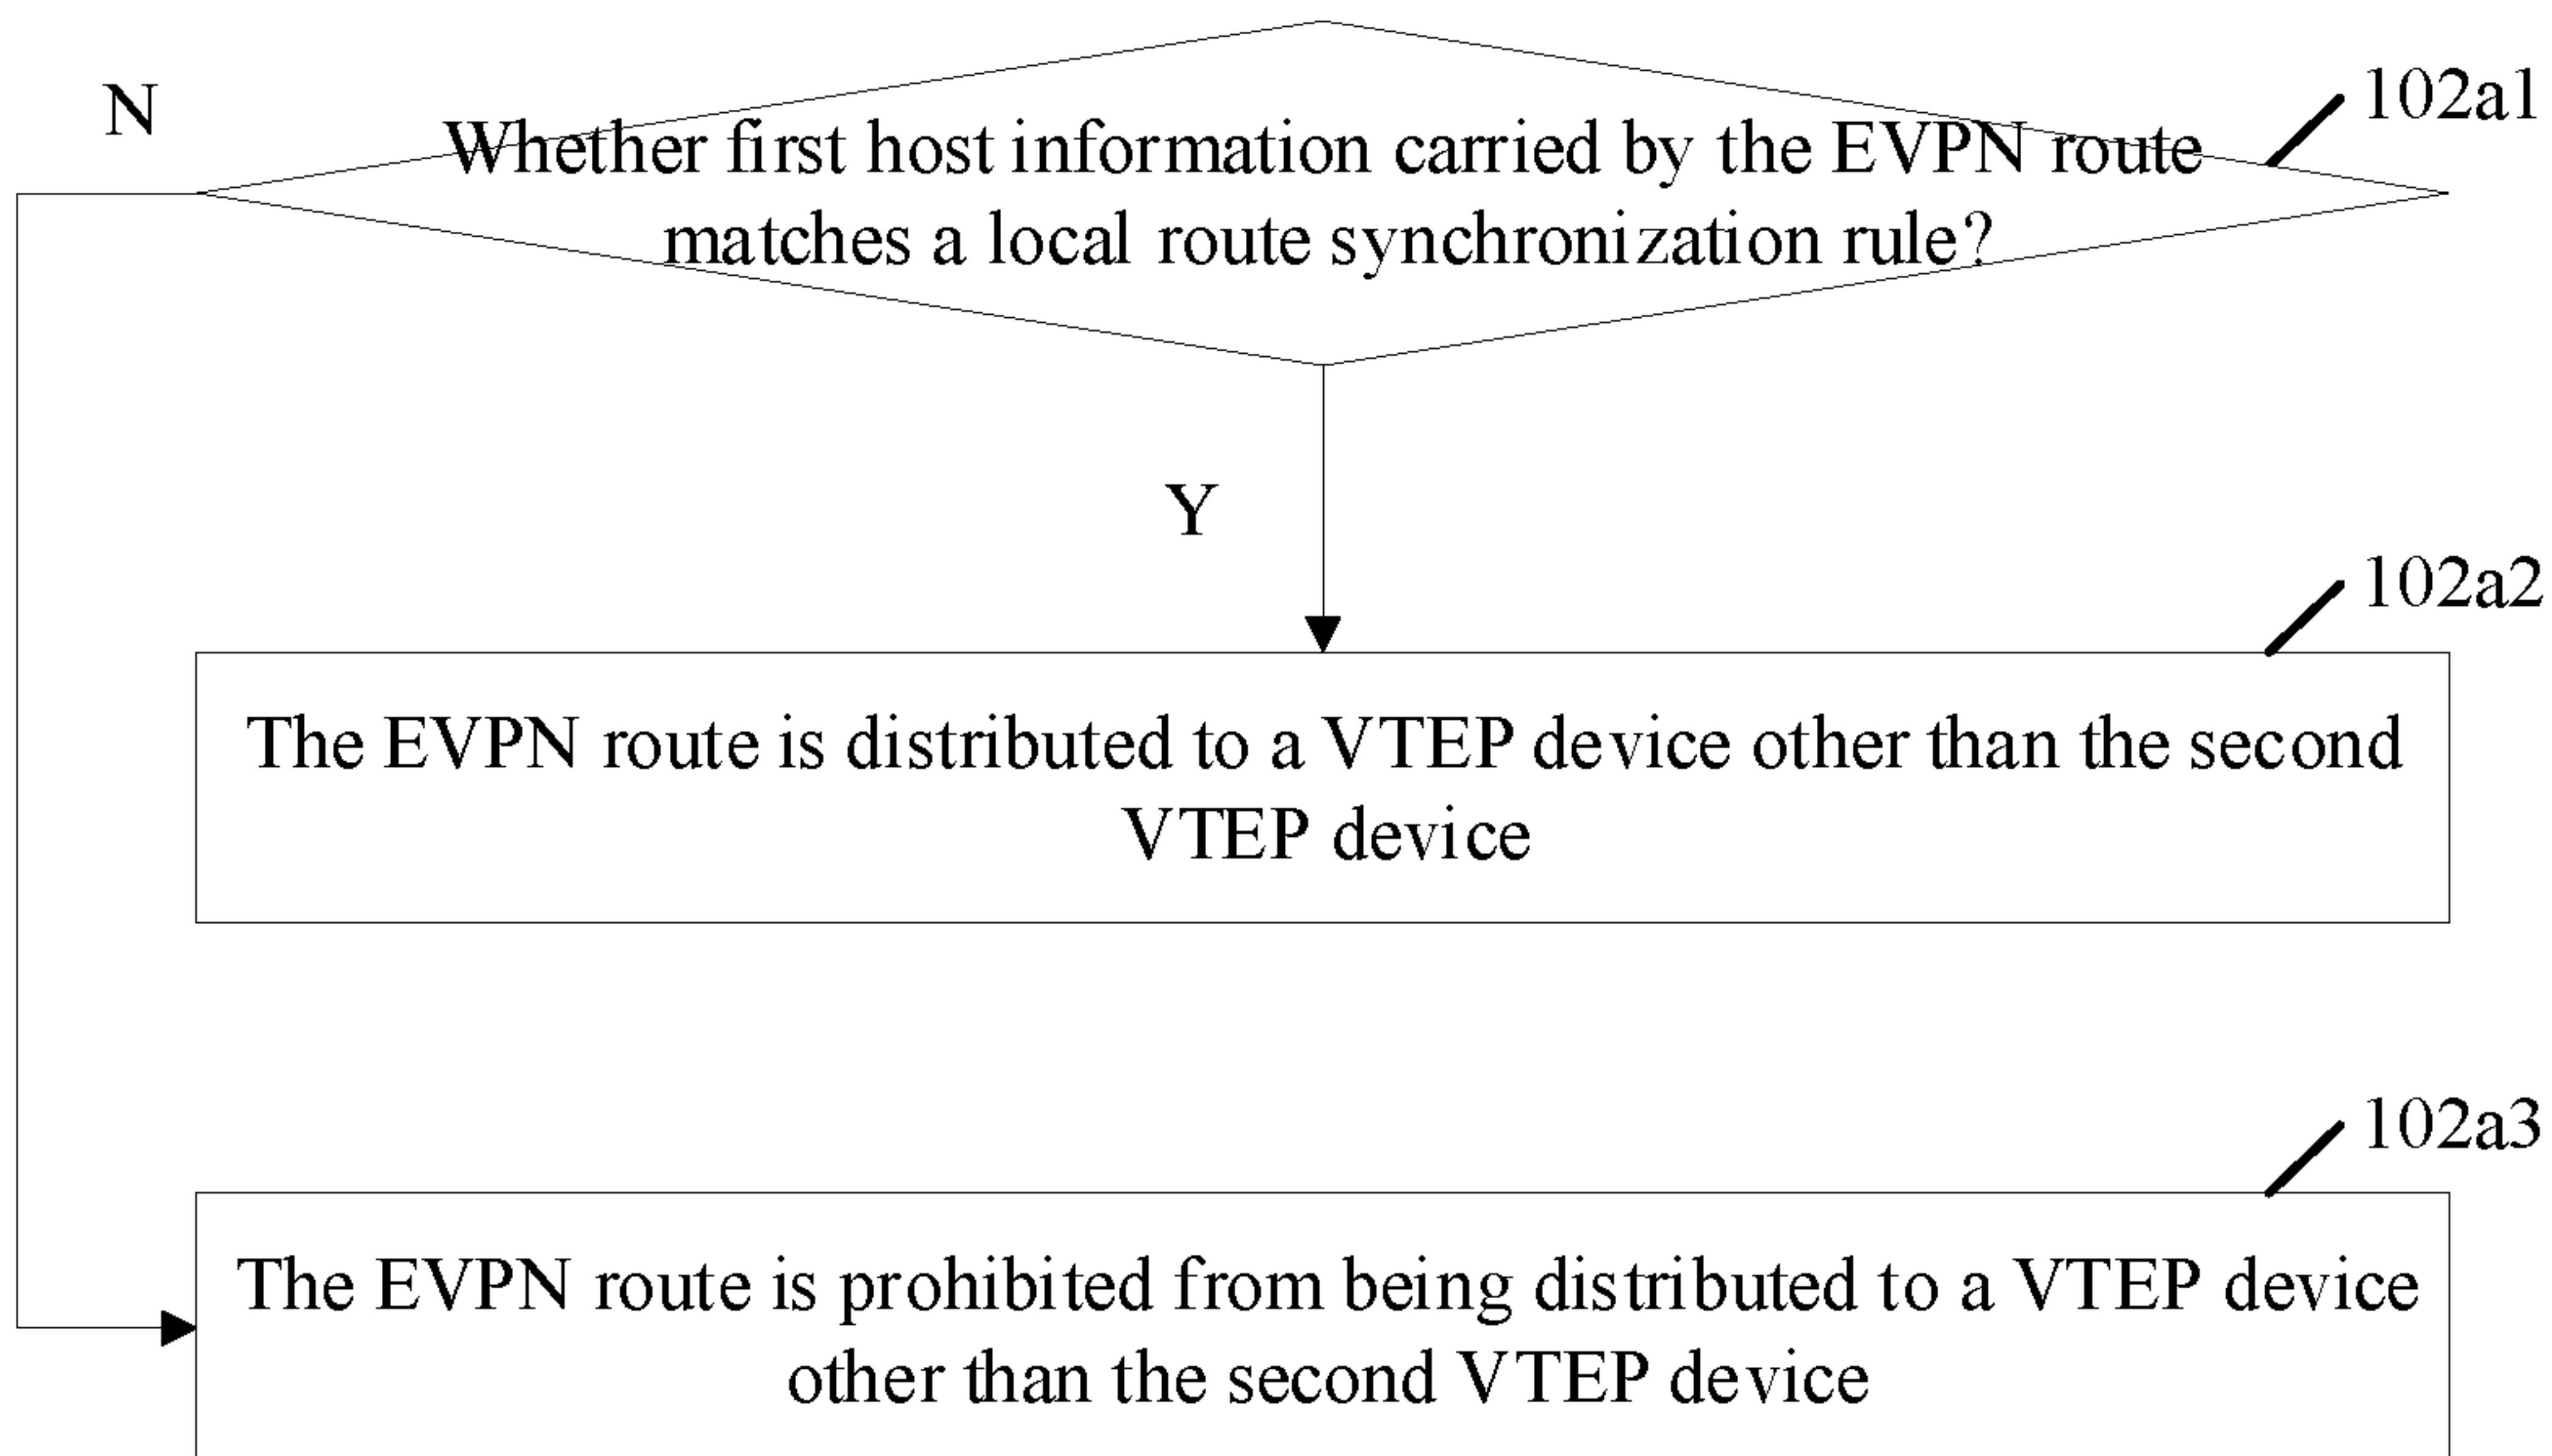 N
102a1
Whether first host information carried by the EVPN route
matches a local route synchronization rule?
Y
102a2
The EVPN route is distributed to a VTEP device other than the second
VTEP device
102a3
The EVPN route is prohibited from being distributed to a VTEP device
other than the second VTEP device